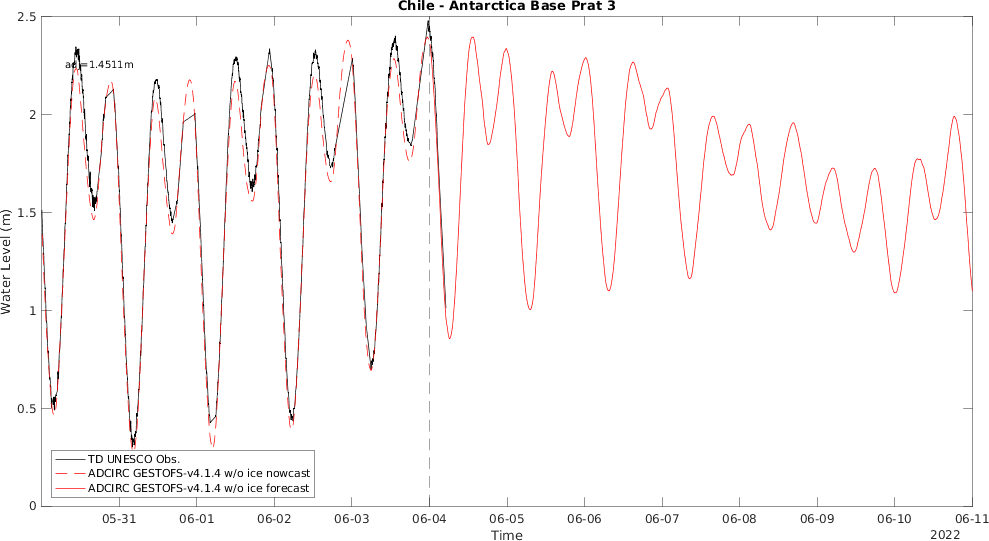 Chile - Antarctica Base Prat 3
2.5
2
1.5
1
0.5
0
Water Level (m)
TD UNESCO Obs.
ADCIRC GESTOFS-v4.1.4 w/o ice nowcast
ADCIRC GESTOFS-v4.1.4 w/o ice forecast
05-31 06-01 06-02 06-03 06-04 06-05 06-06 06-07 06-08 06-09 06-10 06-11
Time
2022